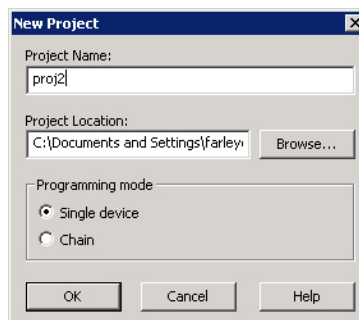 New Project
Project Name:
proj2
Project Location:
C:\Documents and Settings\farley
Browse...
Programming mode
Single device
Chain
OK
Cancel
Help